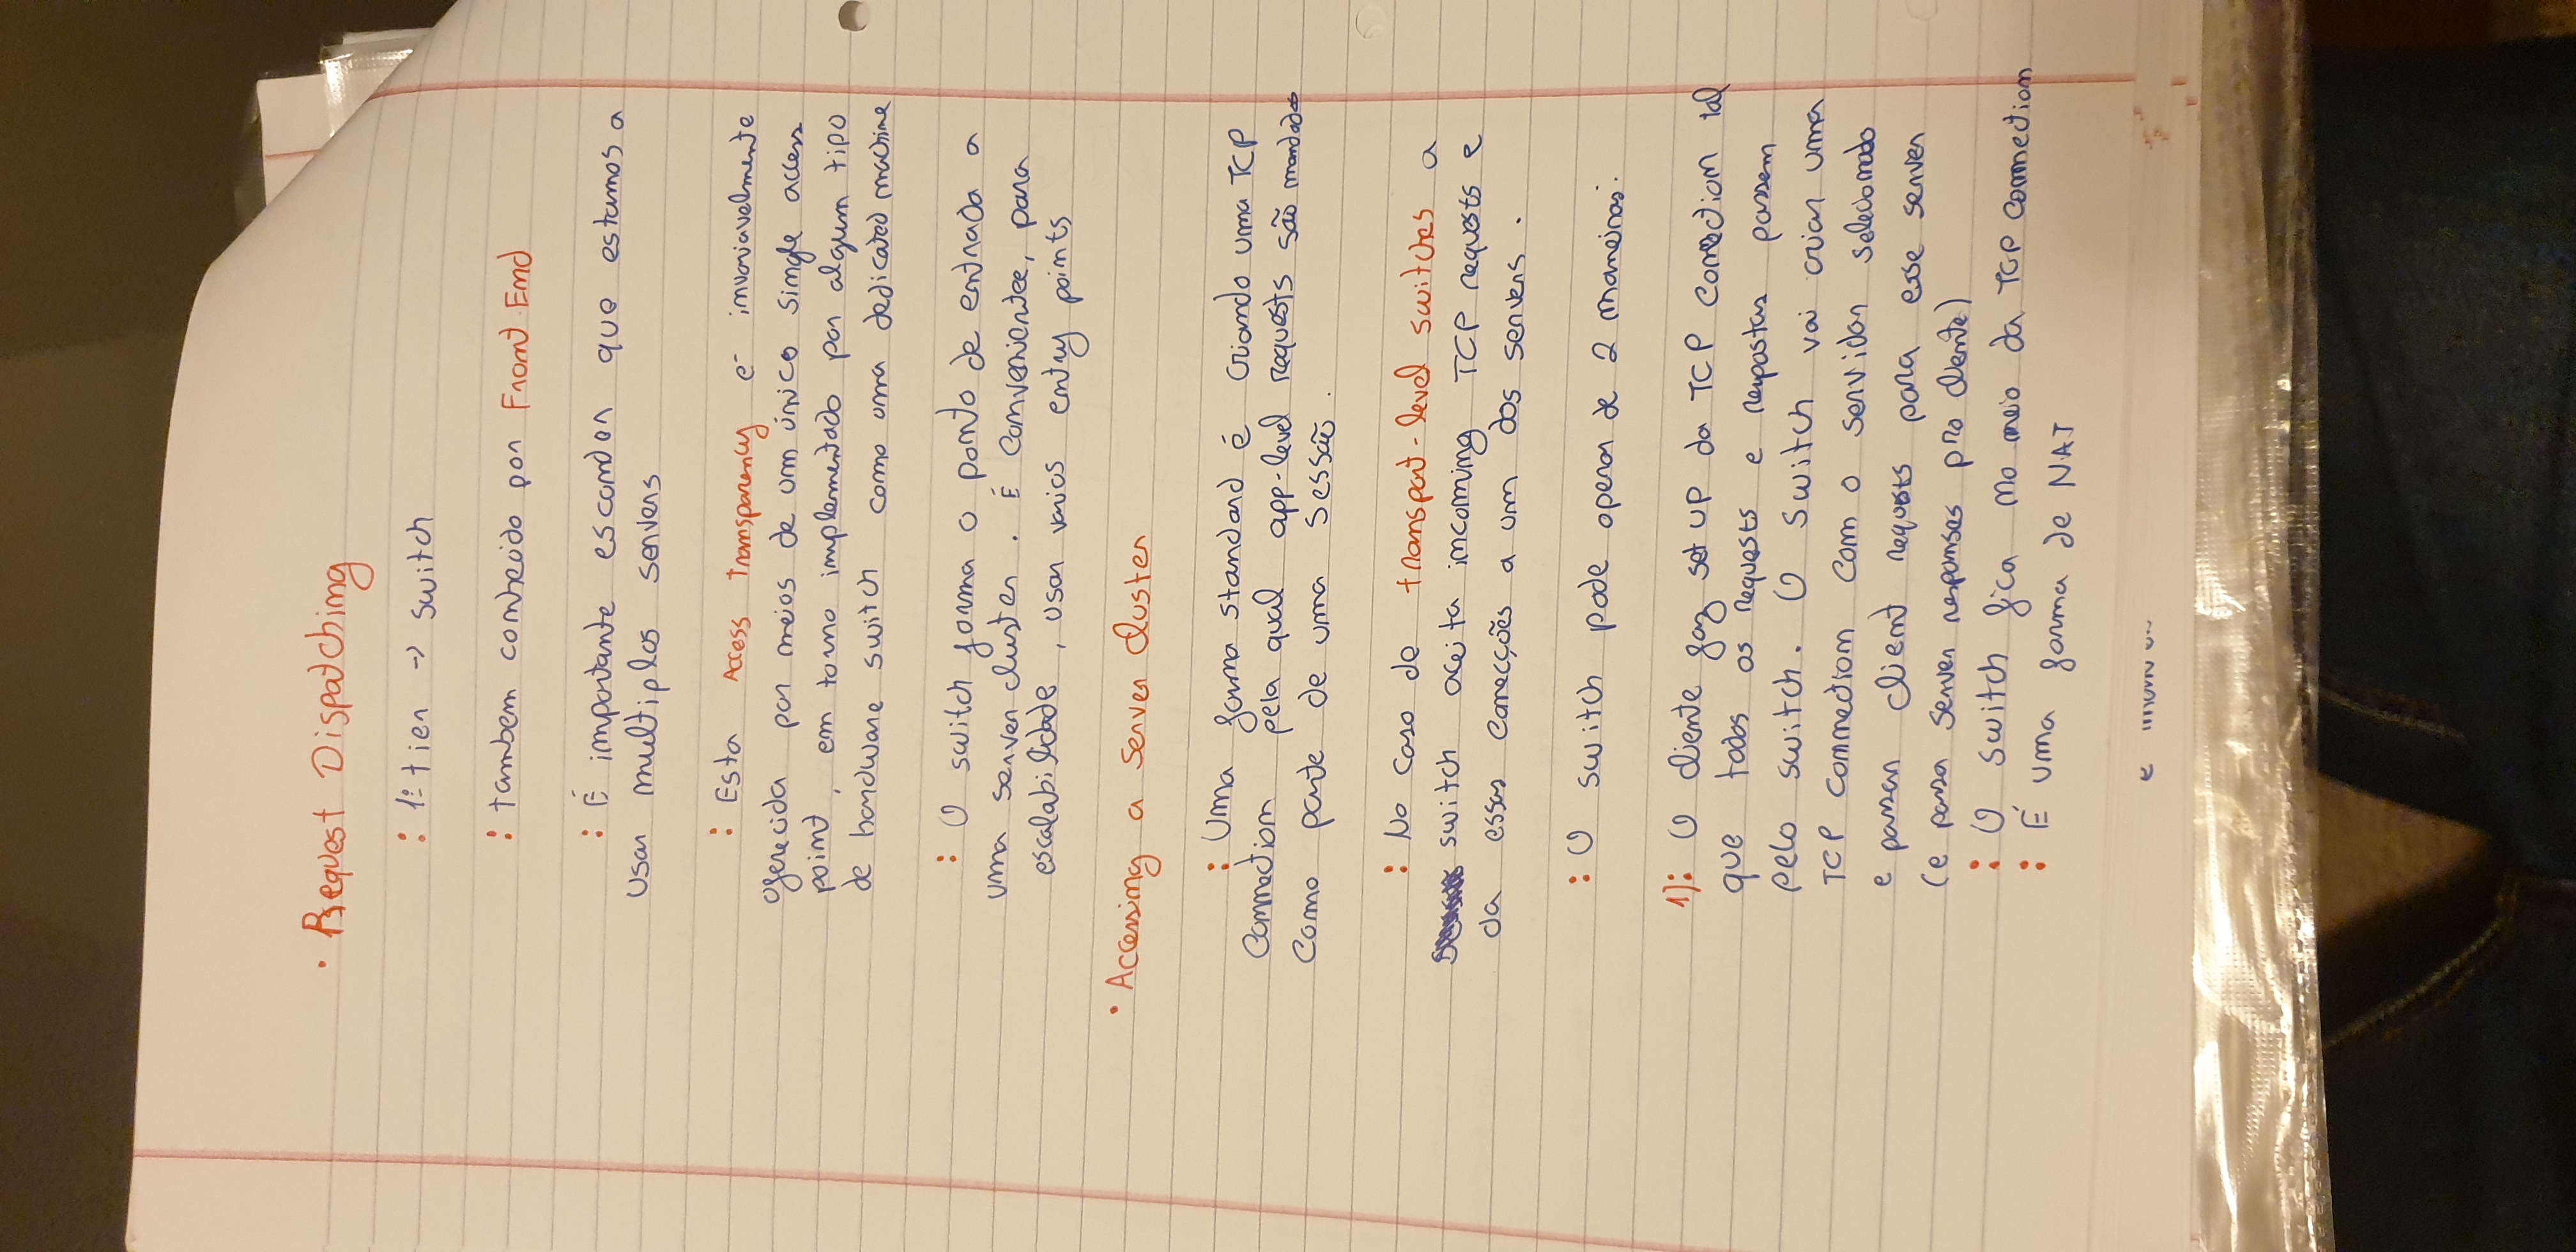 · Request Dispatching
: 1º tier -> switch
: tambem conhecido por Front End
: É importante esconder que estamos a
usar multiplos servers
: Esta Access Transparency é invariavelmente
oferecida por meios de um único single access
point, em torno implementado por algum tipo
de hardware switch como uma dedicated machine
: O switch forma o ponto de entrada a
uma server cluster. É convenientee, para
escalabilidade, usar varios entry points
· Accessing a Server Cluster
: Uma forma standard é criando uma TCP
Connection pela qual app-level requests são mandados
como parte de uma sessão.
: No caso de transport-level switches a
switch aceita incoming TCP requests e
da essas conecções a um dos servers.
: O switch pode operar de 2 maneiras:
1): O cliente faz set up da TCP connection tal
que todos os requests e respostas passem
pelo switch. O switch vai criar uma
TCP connection com o servidor selecionado
e passar client requests para esse server
(e passa server responses pro cliente)
: O switch fica no meio da TCP connection
: É uma forma de NAT